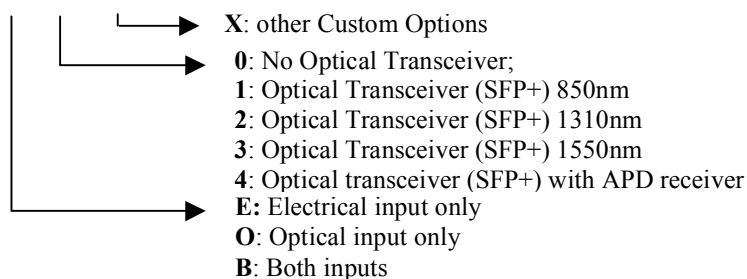 X: other Custom Options
0: No Optical Transceiver;
1: Optical Transceiver (SFP+) 850nm
2: Optical Transceiver (SFP+) 1310nm
3: Optical Transceiver (SFP+) 1550nm
4: Optical transceiver (SFP+) with APD receiver
E: Electrical input only
O: Optical input only
B: Both inputs